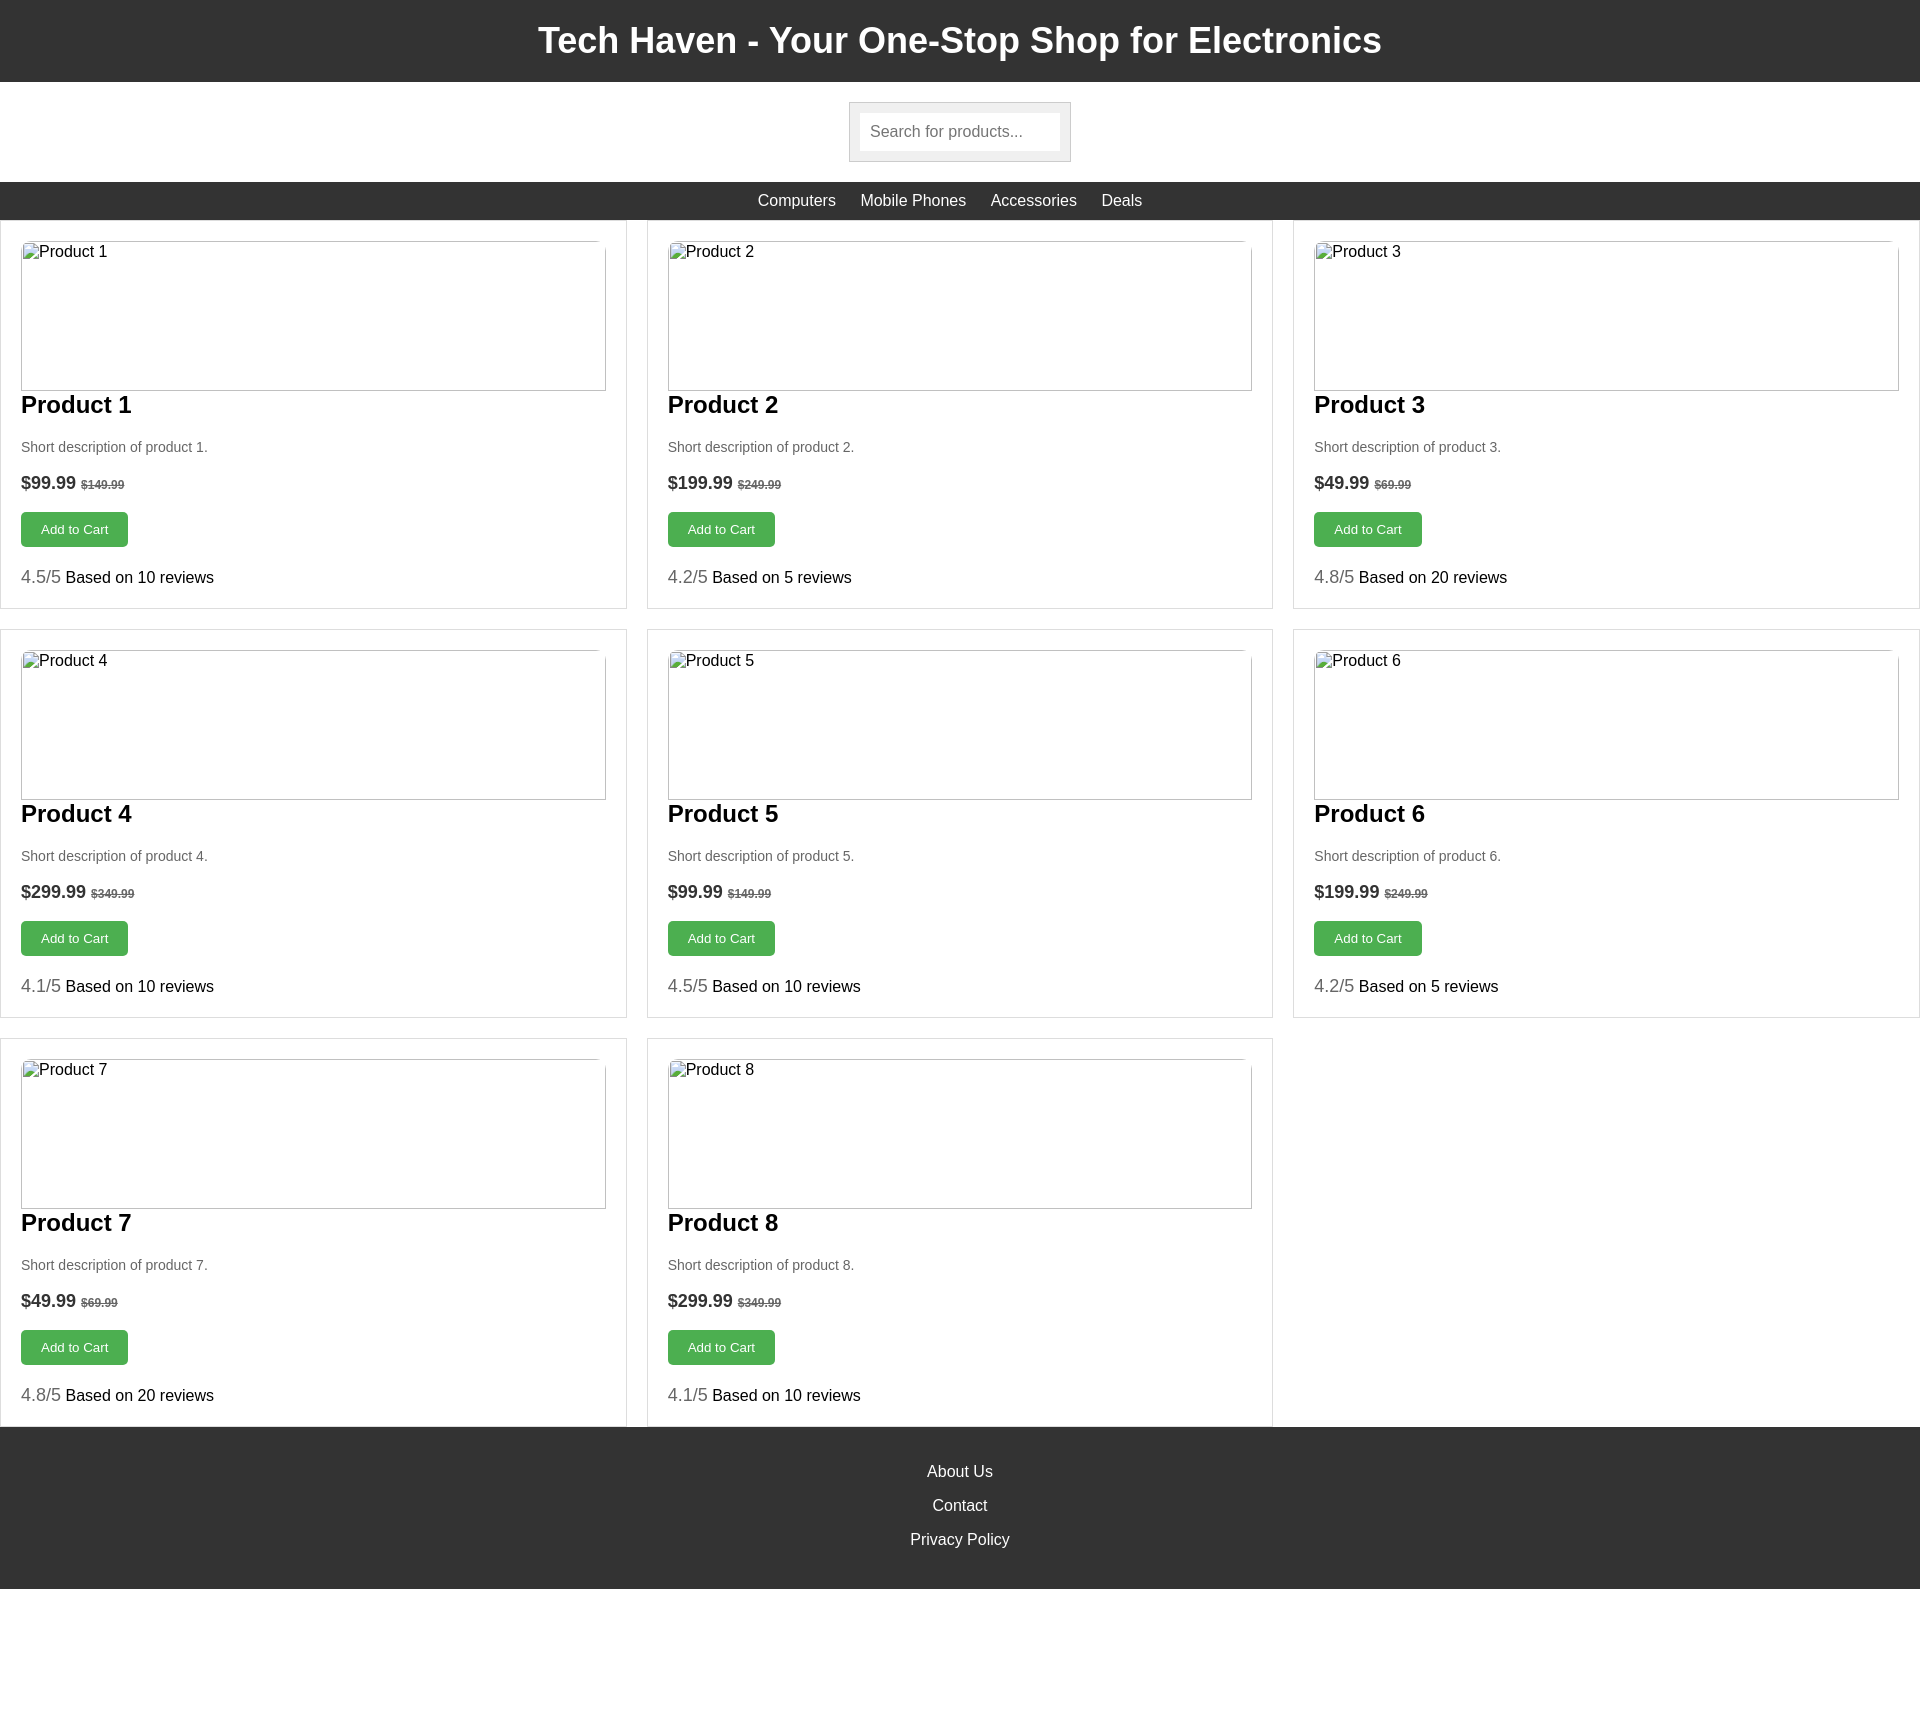 Tech Haven - Your One-Stop Shop for Electronics
Search for products...
Computers Mobile Phones Accessories Deals
Product 1
Product 1
Short description of product 1.
$99.99 $149.99
Add to Cart
4.5/5 Based on 10 reviews
Product 2
Product 2
Short description of product 2.
$199.99 $249.99
Add to Cart
4.2/5 Based on 5 reviews
Product 3
Product 3
Short description of product 3.
$49.99 $69.99
Add to Cart
4.8/5 Based on 20 reviews
Product 4
Product 4
Short description of product 4.
$299.99 $349.99
Add to Cart
4.1/5 Based on 10 reviews
Product 5
Product 5
Short description of product 5.
$99.99 $149.99
Add to Cart
4.5/5 Based on 10 reviews
Product 6
Product 6
Short description of product 6.
$199.99 $249.99
Add to Cart
4.2/5 Based on 5 reviews
Product 7
Product 7
Short description of product 7.
$49.99 $69.99
Add to Cart
4.8/5 Based on 20 reviews
Product 8
Product 8
Short description of product 8.
$299.99 $349.99
Add to Cart
4.1/5 Based on 10 reviews
About Us
Contact
Privacy Policy